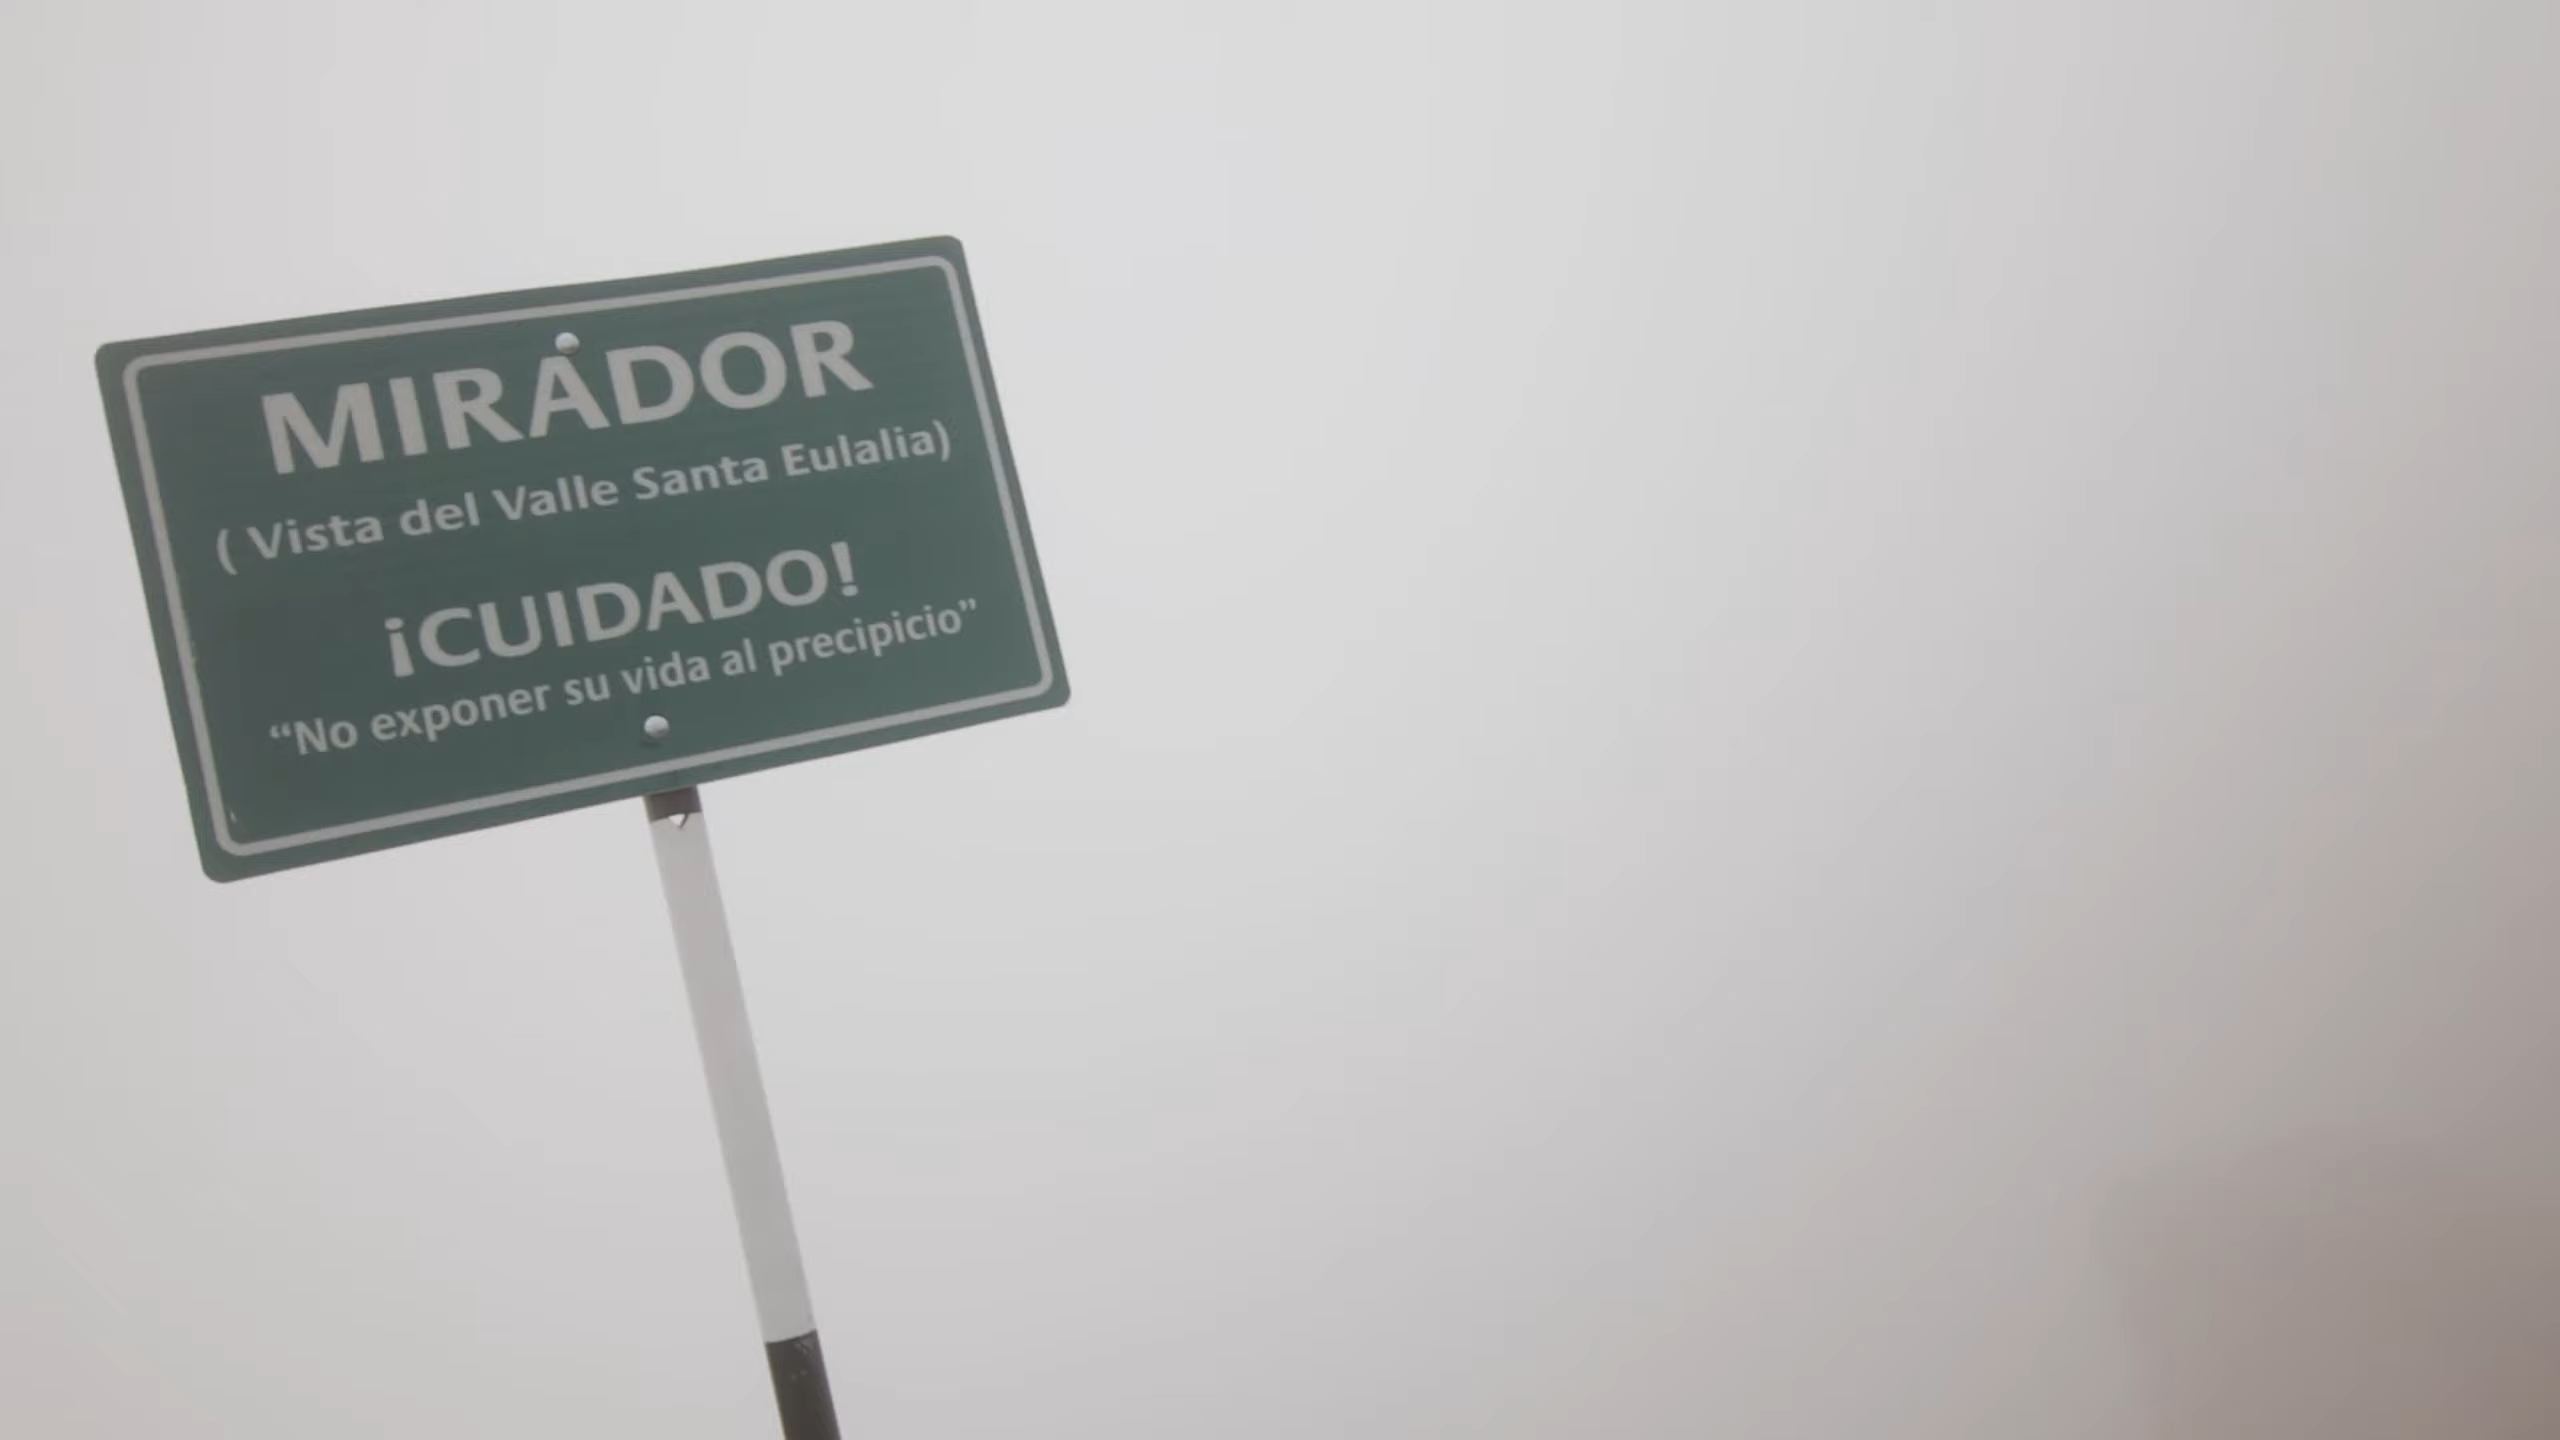 MIRADOR
( Vista del Valle Santa Eulalia)
¡CUIDADO!
“No exponer su vida al precipicio”